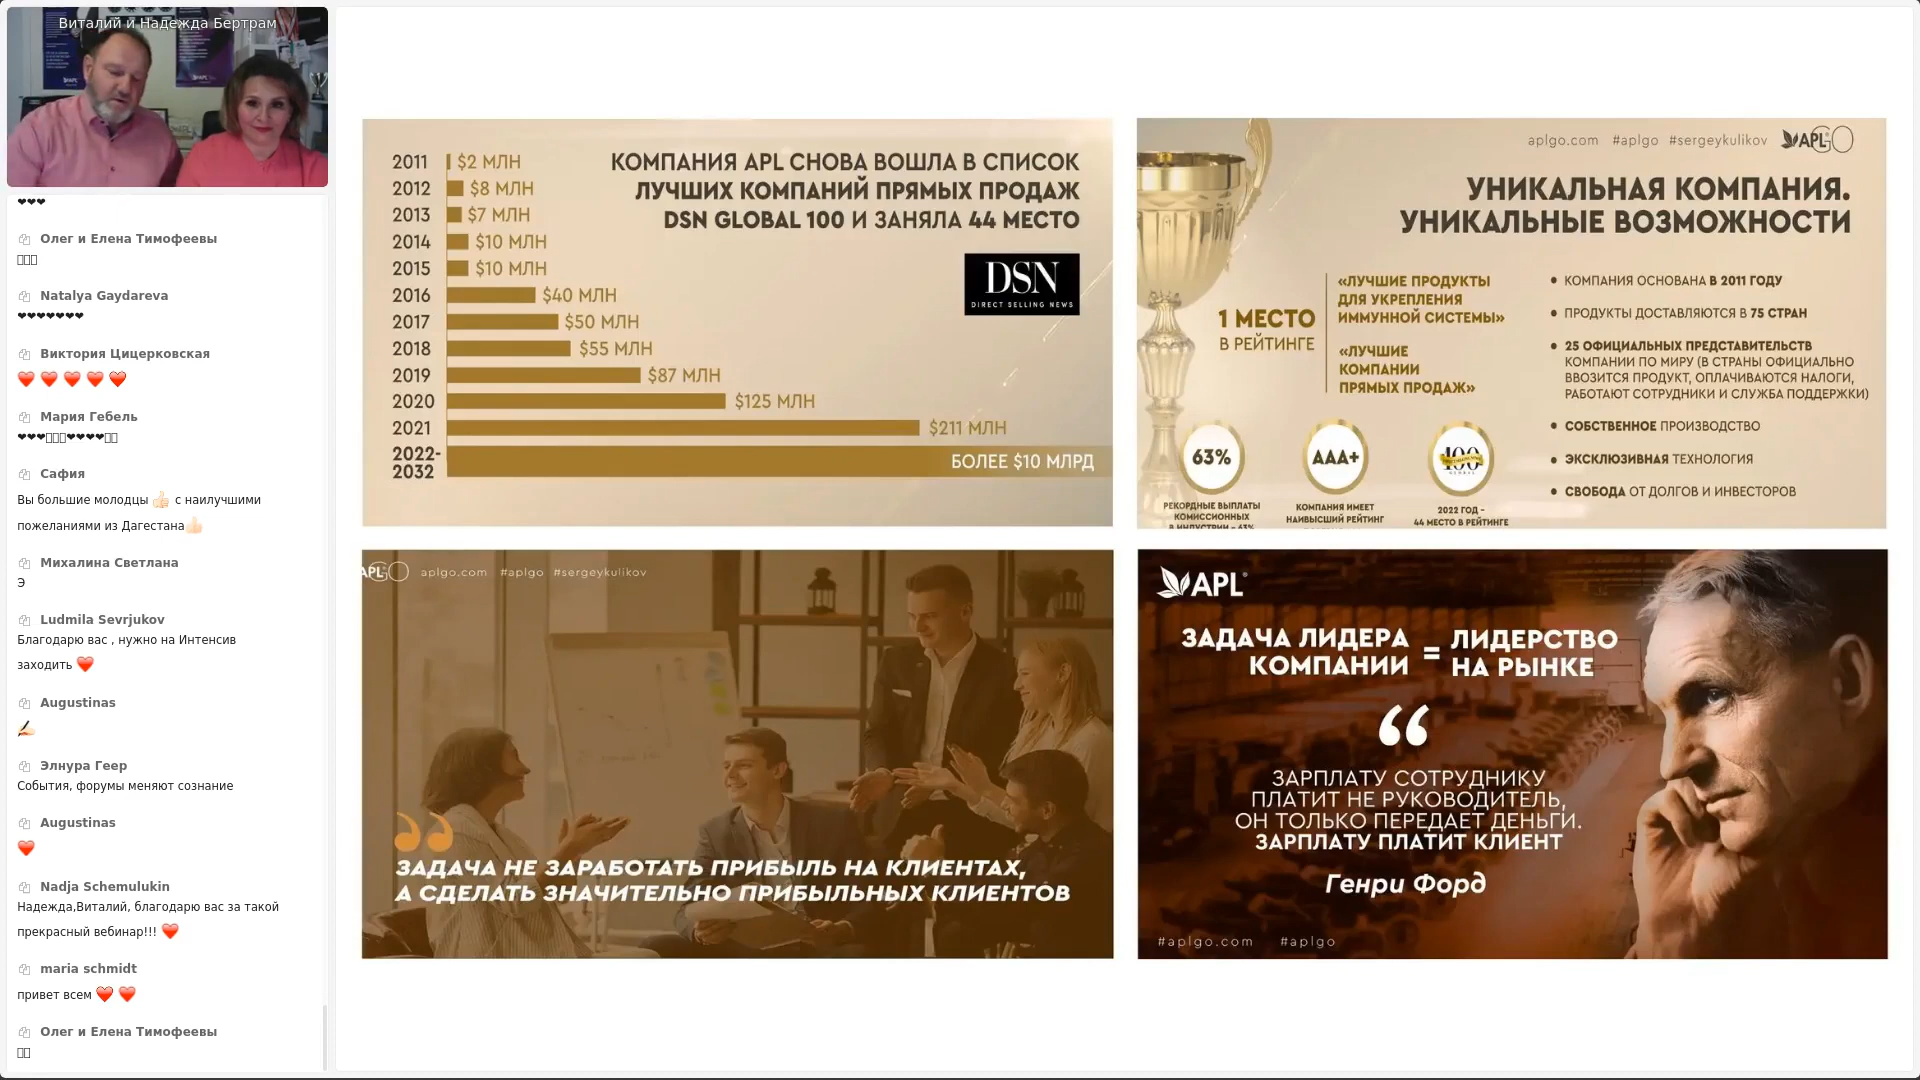 Виталий и Надежда Бертрам
❤❤❤
Олег и Елена Тимофеевы
Natalya Gaydareva
❤❤❤❤❤❤❤
Виктория Цицерковская
❤️ ❤️ ❤️ ❤️ ❤️
Мария Гебель
Сафия
Вы большие молодцы 👍🏻 с наилучшими
пожеланиями из Дагестана👍🏻
Михалина Светлана
Э
Ludmila Sevrjukov
Благодарю вас , нужно на Интенсив
заходить ❤️
Augustinas
✍🏻
Элнура Геер
События, форумы меняют сознание
Augustinas
❤️
Nadja Schemulukin
Надежда,Виталий, благодарю вас за такой
прекрасный вебинар!!! ❤️
maria schmidt
привет всем ❤️ ❤️
Олег и Елена Тимофеевы
КОМПАНИЯ APL СНОВА ВОШЛА В СПИСОК
ЛУЧШИХ КОМПАНИЙ ПРЯМЫХ ПРОДАЖ
DSN GLOBAL 100 И ЗАНЯЛА 44 МЕСТО
DSN
DIRECT SELLING NEWS
2011 $2 МЛН
2012 $8 МЛН
2013 $7 МЛН
2014 $10 МЛН
2015 $10 МЛН
2016 $40 МЛН
2017 $50 МЛН
2018 $55 МЛН
2019 $87 МЛН
2020 $125 МЛН
2021 $211 МЛН
2022-
2032 БОЛЕЕ $10 МЛРД
aplgo.com #aplgo #sergeykulikov APLGO
УНИКАЛЬНАЯ КОМПАНИЯ.
УНИКАЛЬНЫЕ ВОЗМОЖНОСТИ
1 МЕСТО
В РЕЙТИНГЕ
«ЛУЧШИЕ ПРОДУКТЫ
ДЛЯ УКРЕПЛЕНИЯ
ИММУННОЙ СИСТЕМЫ»
«ЛУЧШИЕ
КОМПАНИИ
ПРЯМЫХ ПРОДАЖ»
• КОМПАНИЯ ОСНОВАНА В 2011 ГОДУ
• ПРОДУКТЫ ДОСТАВЛЯЮТСЯ В 75 СТРАН
• 25 ОФИЦИАЛЬНЫХ ПРЕДСТАВИТЕЛЬСТВ
КОМПАНИИ ПО МИРУ (В СТРАНЫ ОФИЦИАЛЬНО
ВВОЗИТСЯ ПРОДУКТ, ОПЛАЧИВАЮТСЯ НАЛОГИ,
РАБОТАЮТ СОТРУДНИКИ И СЛУЖБА ПОДДЕРЖКИ)
• СОБСТВЕННОЕ ПРОИЗВОДСТВО
• ЭКСКЛЮЗИВНАЯ ТЕХНОЛОГИЯ
• СВОБОДА ОТ ДОЛГОВ И ИНВЕСТОРОВ
63%
РЕКОРДНЫЕ ВЫПЛАТЫ
КОМИССИОННЫХ
В ИНДУСТРИИ - 63%
AAA+
КОМПАНИЯ ИМЕЕТ
НАИВЫСШИЙ РЕЙТИНГ
100
GLOBAL
2022 ГОД -
44 МЕСТО В РЕЙТИНГЕ
APLGO aplgo.com #aplgo #sergeykulikov
ЗАДАЧА НЕ ЗАРАБОТАТЬ ПРИБЫЛЬ НА КЛИЕНТАХ,
А СДЕЛАТЬ ЗНАЧИТЕЛЬНО ПРИБЫЛЬНЫХ КЛИЕНТОВ
APL
ЗАДАЧА ЛИДЕРА
КОМПАНИИ
=
ЛИДЕРСТВО
НА РЫНКЕ
“
ЗАРПЛАТУ СОТРУДНИКУ
ПЛАТИТ НЕ РУКОВОДИТЕЛЬ,
ОН ТОЛЬКО ПЕРЕДАЕТ ДЕНЬГИ.
ЗАРПЛАТУ ПЛАТИТ КЛИЕНТ
Генри Форд
#aplgo.com #aplgo